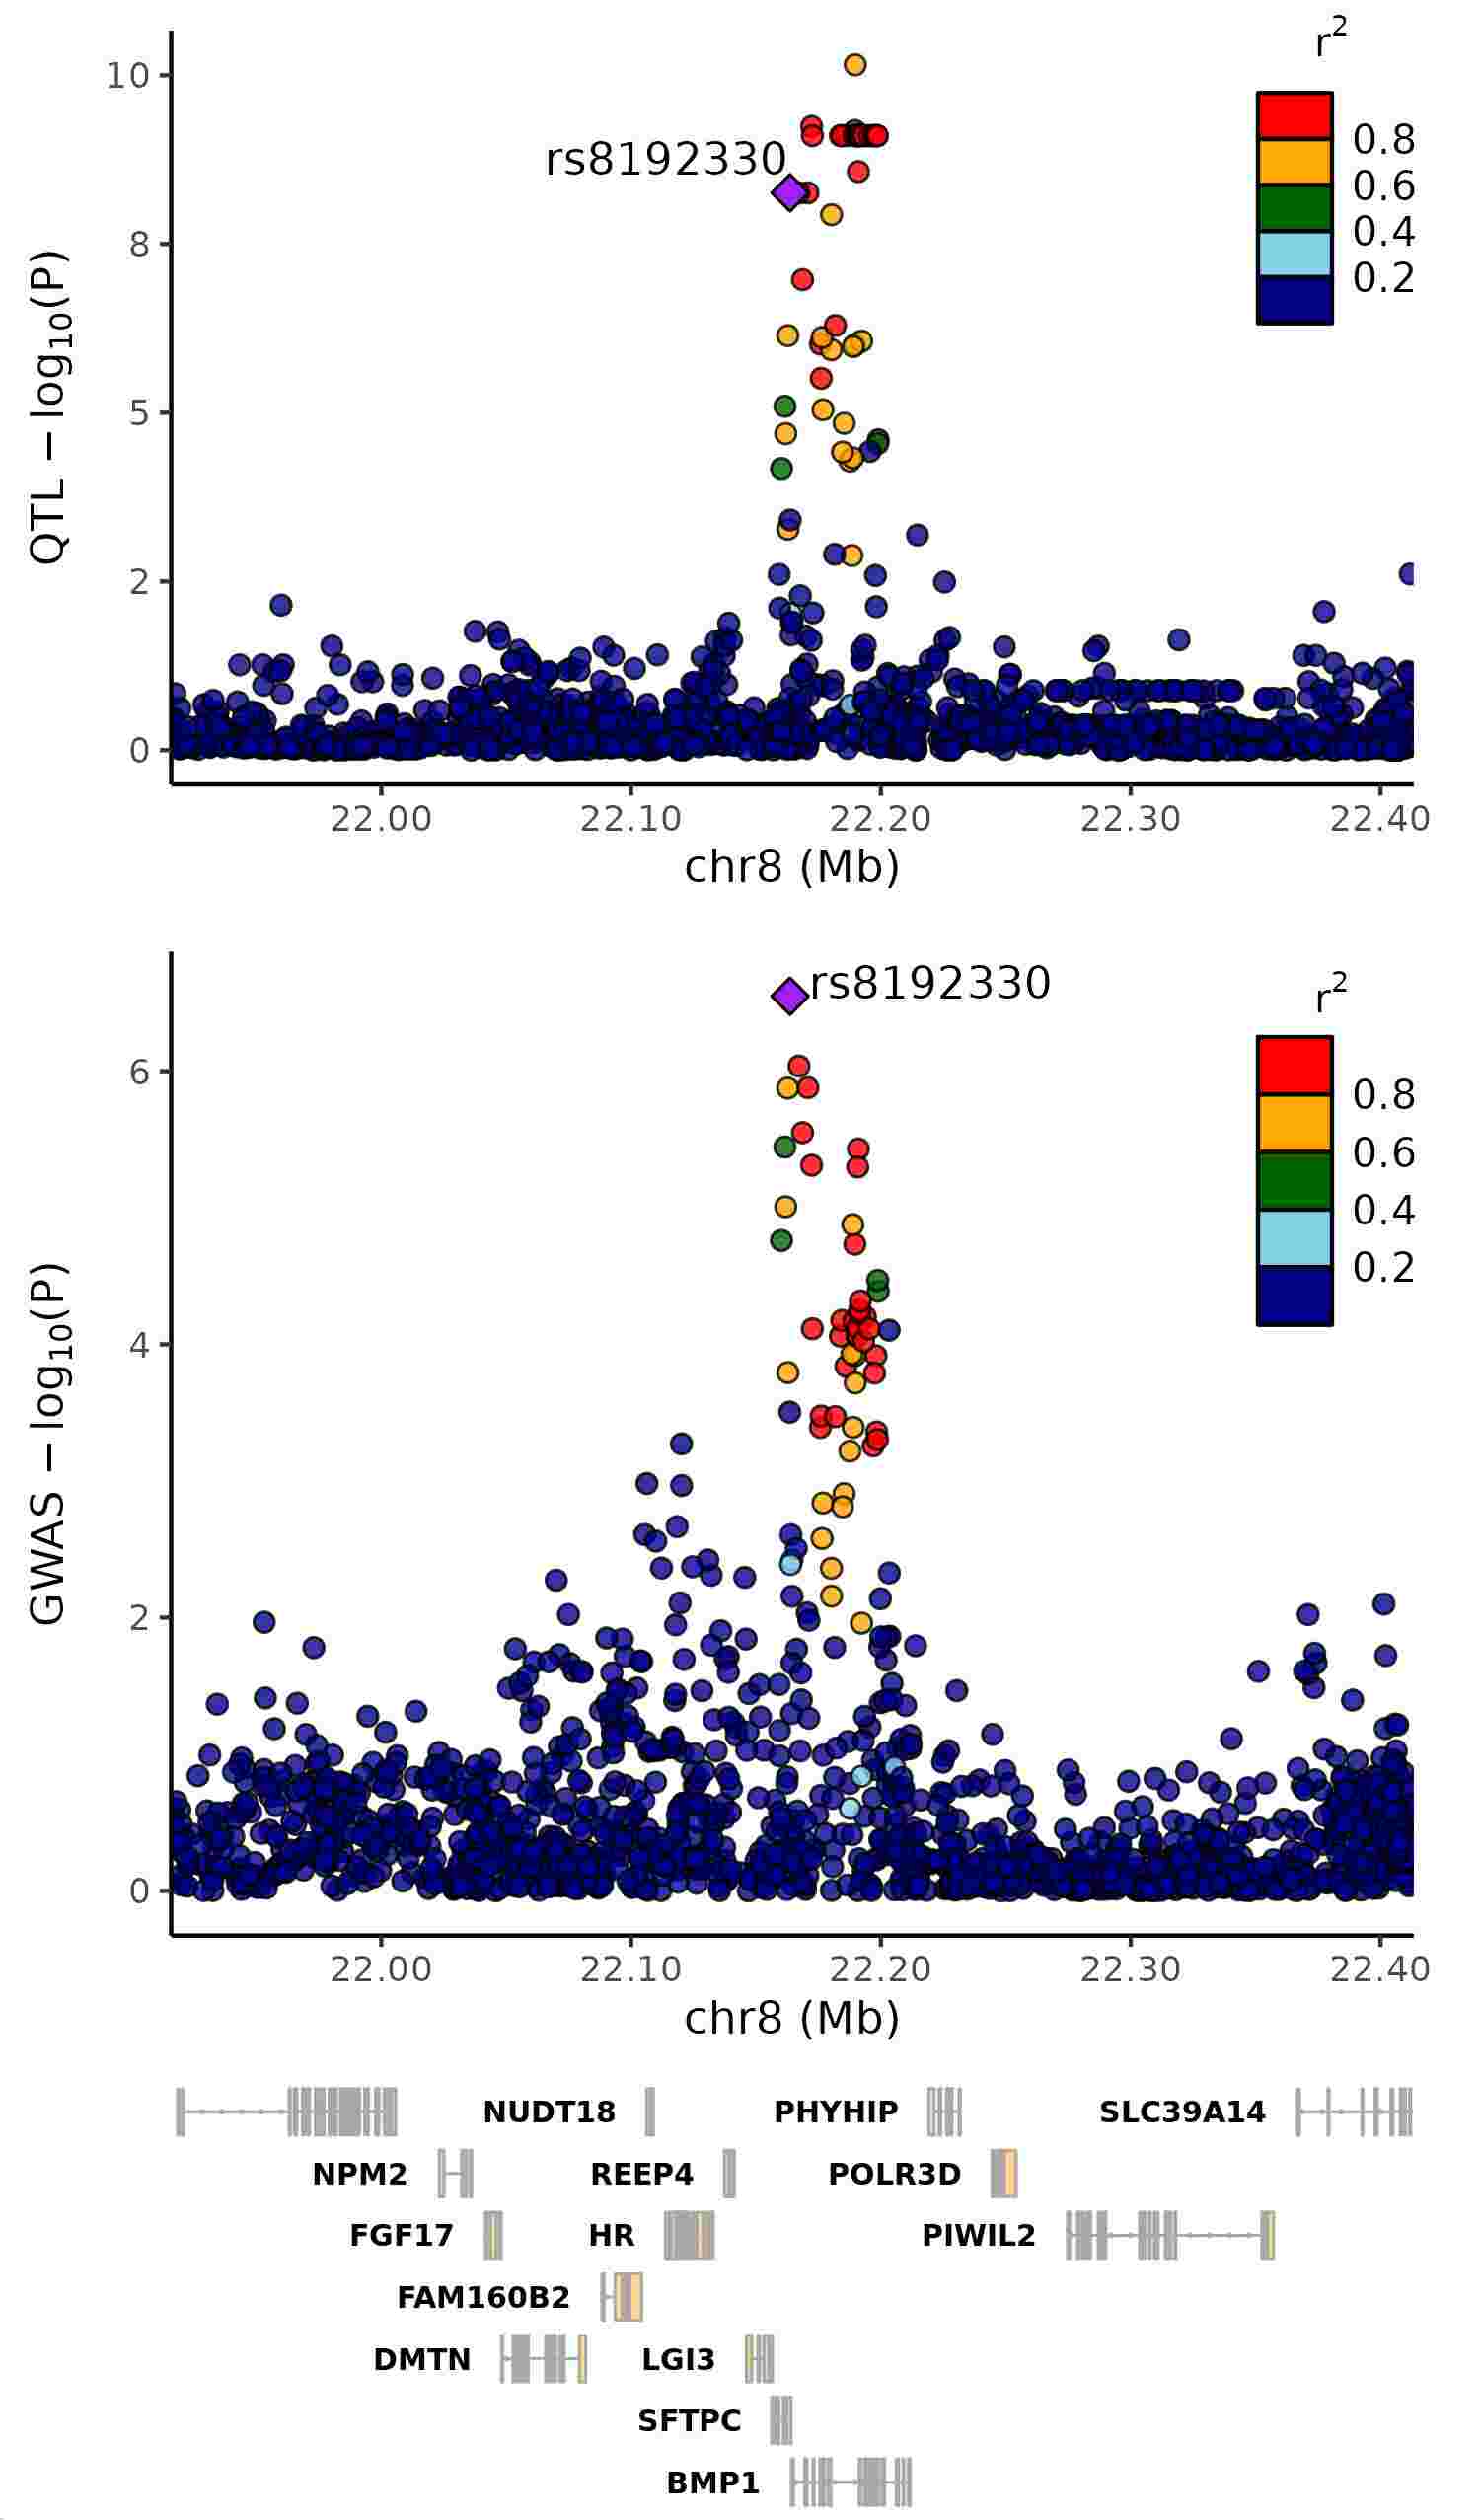 r²
10
8
5
2
0
QTL −log₁₀(P)
rs8192330
0.8
0.6
0.4
0.2
22.00 22.10 22.20 22.30 22.40
chr8 (Mb)
r²
6
4
2
0
GWAS −log₁₀(P)
rs8192330
0.8
0.6
0.4
0.2
22.00 22.10 22.20 22.30 22.40
chr8 (Mb)
NUDT18 PHYHIP SLC39A14
NPM2 REEP4 POLR3D
FGF17 HR PIWIL2
FAM160B2
DMTN LGI3
SFTPC
BMP1